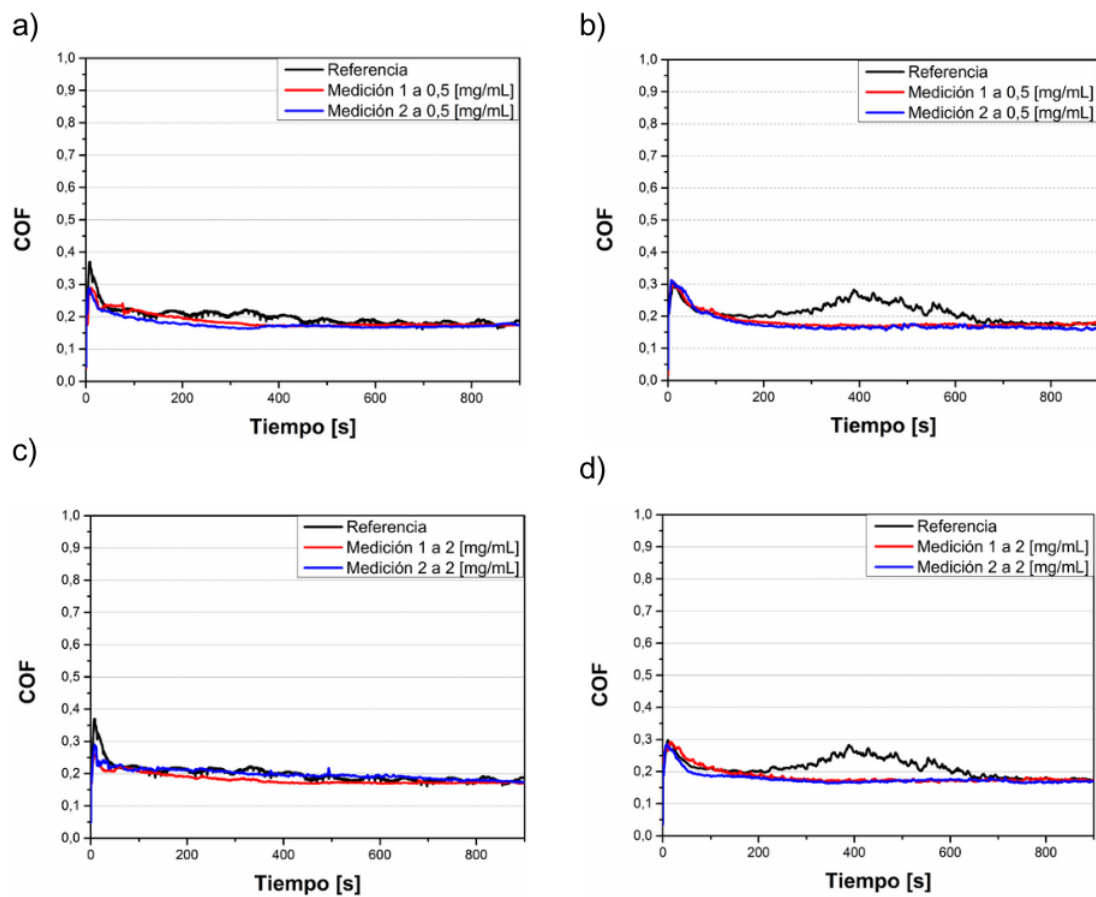 a)
1,0
0,9
0,8
0,7
0,6
0,5
0,4
0,3
0,2
0,1
0,0
COF
Referencia
Medición 1 a 0,5 [mg/mL]
Medición 2 a 0,5 [mg/mL]
0 200 400 600 800
Tiempo [s]
b)
1,0
0,9
0,8
0,7
0,6
0,5
0,4
0,3
0,2
0,1
0,0
COF
Referencia
Medición 1 a 0,5 [mg/mL]
Medición 2 a 0,5 [mg/mL]
0 200 400 600 800
Tiempo [s]
c)
1,0
0,9
0,8
0,7
0,6
0,5
0,4
0,3
0,2
0,1
0,0
COF
Referencia
Medición 1 a 2 [mg/mL]
Medición 2 a 2 [mg/mL]
0 200 400 600 800
Tiempo [s]
d)
1,0
0,9
0,8
0,7
0,6
0,5
0,4
0,3
0,2
0,1
0,0
COF
Referencia
Medición 1 a 2 [mg/mL]
Medición 2 a 2 [mg/mL]
0 200 400 600 800
Tiempo [s]